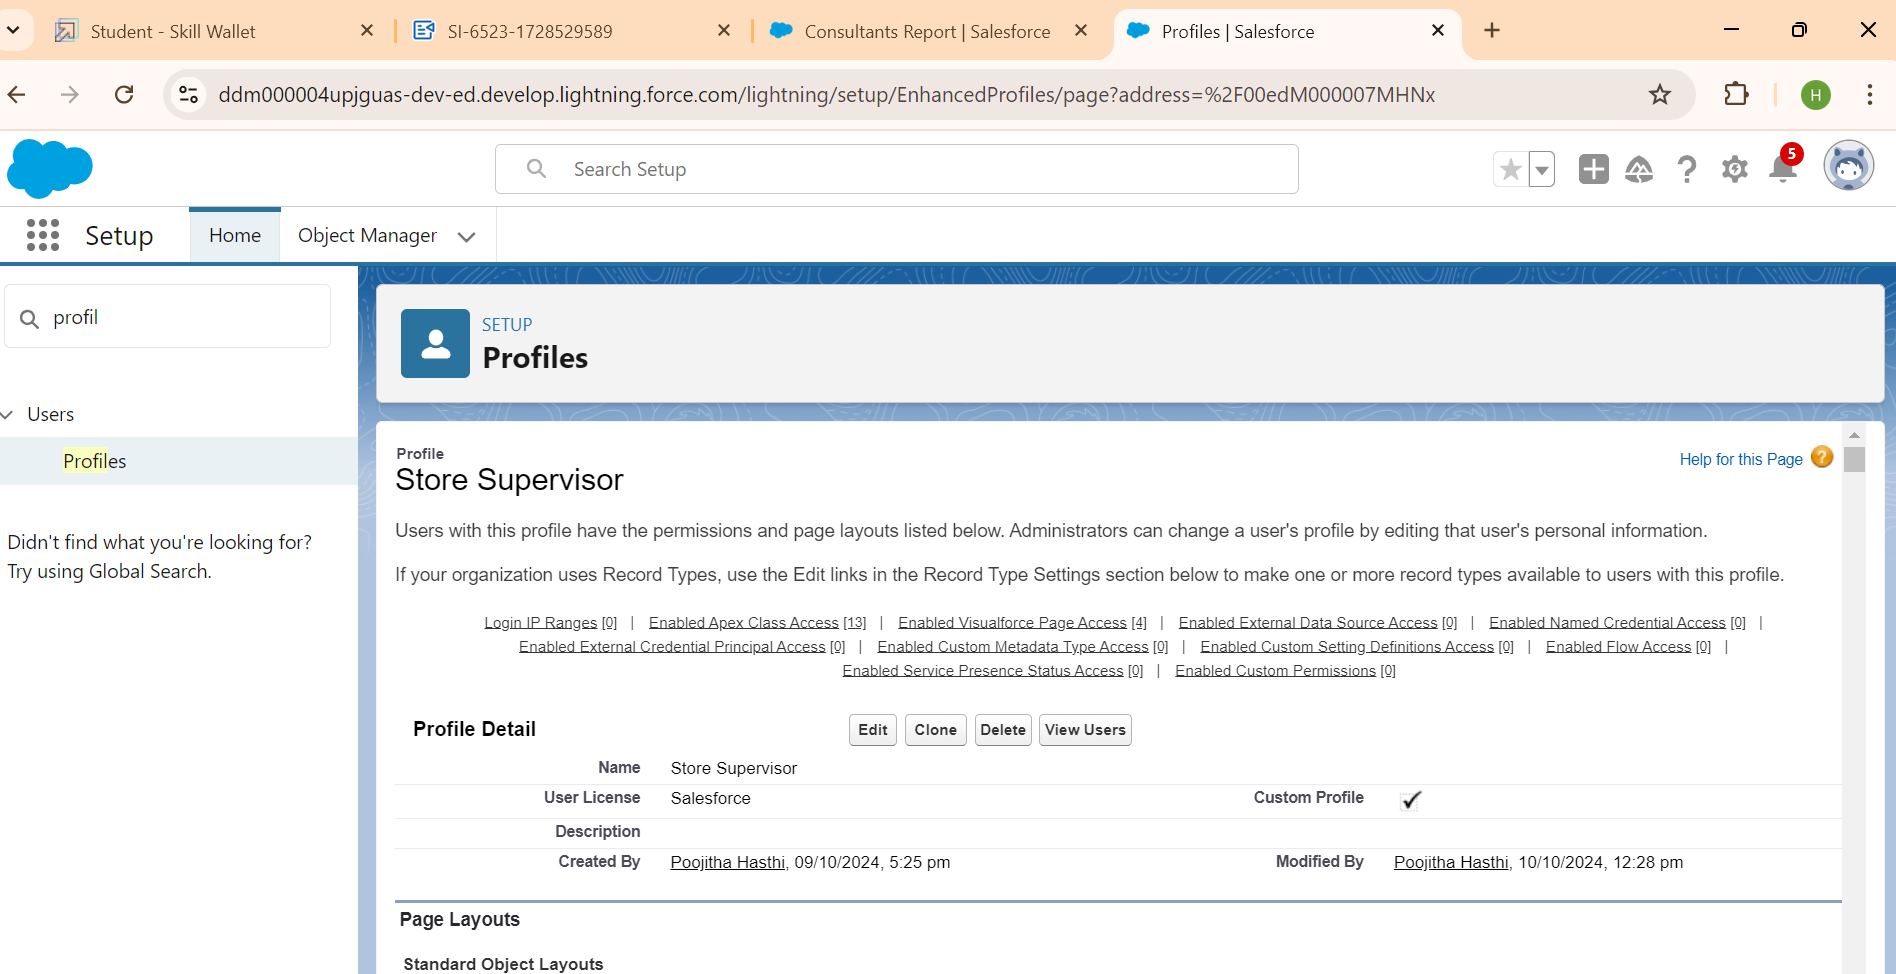 Student - Skill Wallet
SI-6523-1728529589
Consultants Report | Salesforce
Profiles | Salesforce
ddm000004upjguas-dev-ed.develop.lightning.force.com/lightning/setup/EnhancedProfiles/page?address=%2F00edM000007MHNx
H
Search Setup
5
Setup
Home
Object Manager
profil
Users
Profiles
Didn't find what you're looking for?
Try using Global Search.
SETUP
Profiles
Profile
Store Supervisor
Help for this Page
Users with this profile have the permissions and page layouts listed below. Administrators can change a user's profile by editing that user's personal information.
If your organization uses Record Types, use the Edit links in the Record Type Settings section below to make one or more record types available to users with this profile.
Login IP Ranges [0] | Enabled Apex Class Access [13] | Enabled Visualforce Page Access [4] | Enabled External Data Source Access [0] | Enabled Named Credential Access [0] |
Enabled External Credential Principal Access [0] | Enabled Custom Metadata Type Access [0] | Enabled Custom Setting Definitions Access [0] | Enabled Flow Access [0] |
Enabled Service Presence Status Access [0] | Enabled Custom Permissions [0]
Profile Detail
Edit Clone Delete View Users
Name Store Supervisor
User License Salesforce Custom Profile
Description
Created By Poojitha Hasthi, 09/10/2024, 5:25 pm Modified By Poojitha Hasthi, 10/10/2024, 12:28 pm
Page Layouts
Standard Object Layouts